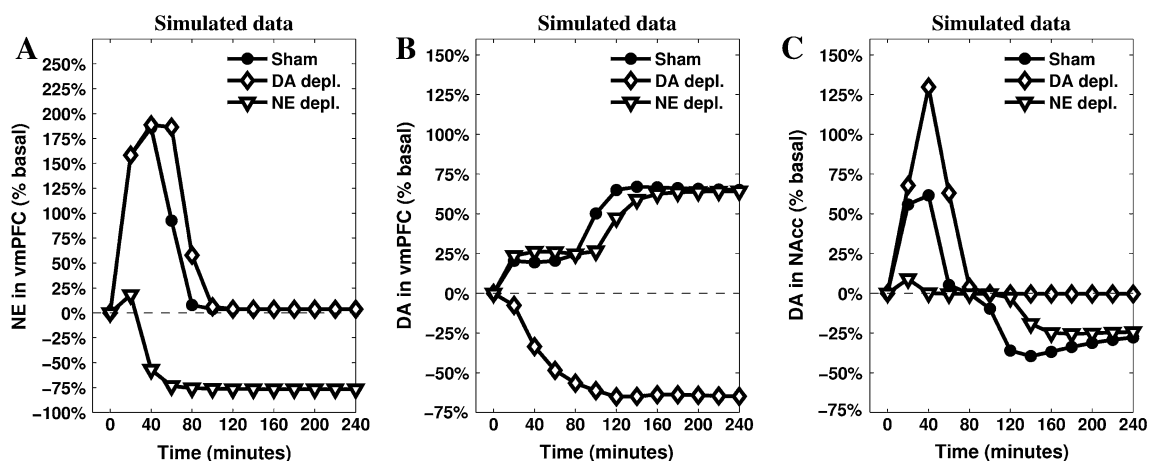 A
Simulated data
NE in vmPFC (% basal)
250%
225%
200%
175%
150%
125%
100%
75%
50%
25%
0%
−25%
−50%
−75%
−100%
Sham
DA depl.
NE depl.
0 40 80 120 160 200 240
Time (minutes)
B
Simulated data
DA in vmPFC (% basal)
150%
125%
100%
75%
50%
25%
0%
−25%
−50%
−75%
Sham
DA depl.
NE depl.
0 40 80 120 160 200 240
Time (minutes)
C
Simulated data
DA in NAcc (% basal)
150%
125%
100%
75%
50%
25%
0%
−25%
−50%
−75%
Sham
DA depl.
NE depl.
0 40 80 120 160 200 240
Time (minutes)